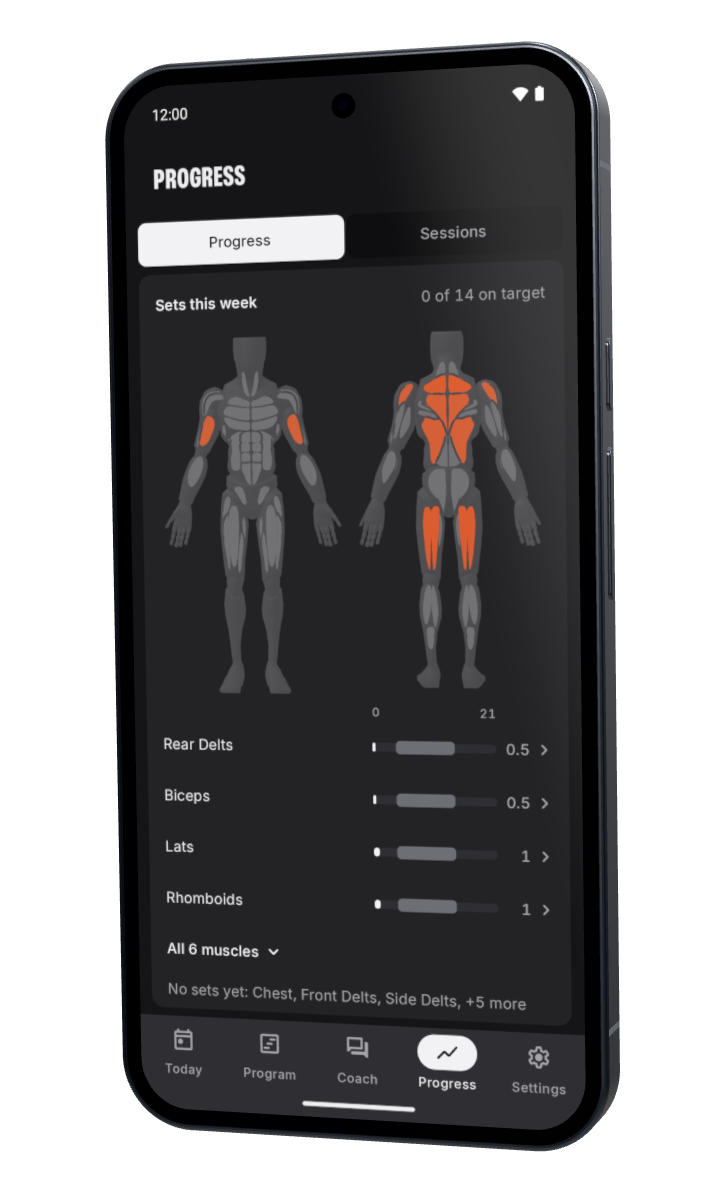 12:00
PROGRESS
Progress
Sessions
Sets this week
0 of 14 on target
0
21
Rear Delts
0.5
Biceps
0.5
Lats
1
Rhomboids
1
All 6 muscles
No sets yet: Chest, Front Delts, Side Delts, +5 more
Today
Program
Coach
Progress
Settings